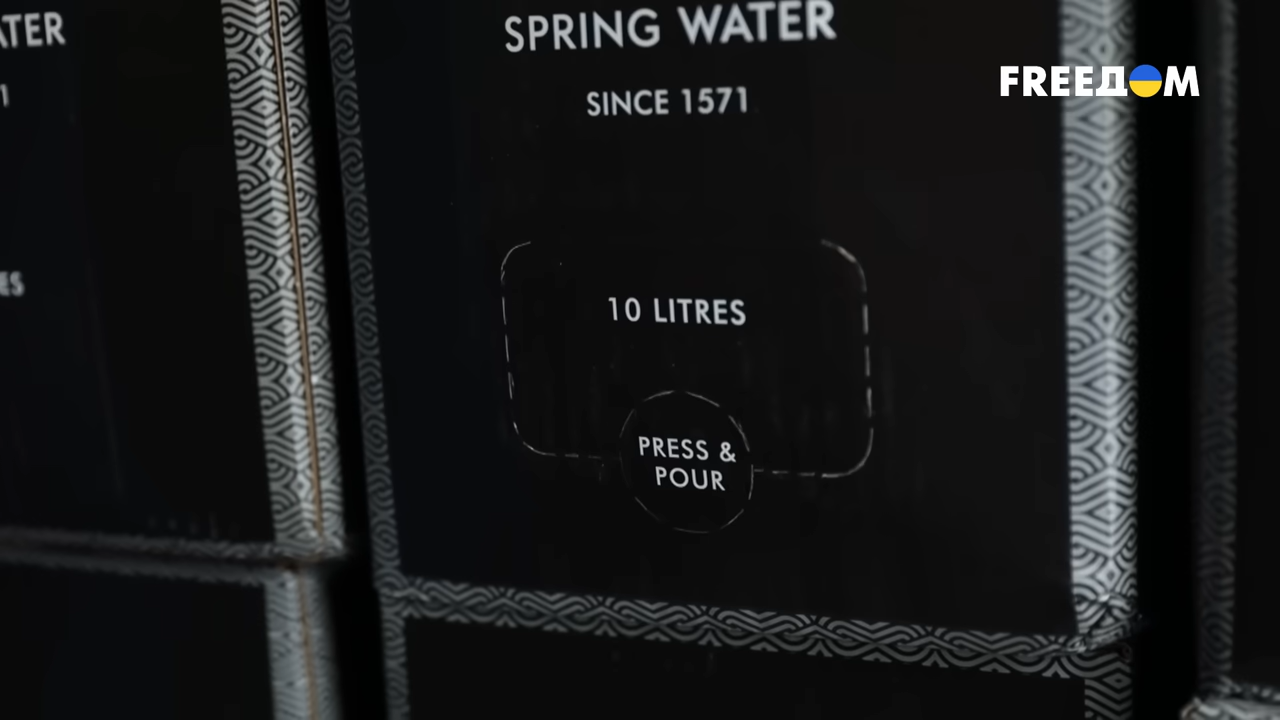 SPRING WATER
SINCE 1571
10 LITRES
PRESS &
POUR
FREEДOM